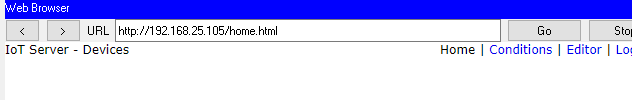 Web Browser
< > URL http://192.168.25.105/home.html Go Stop
IoT Server - Devices Home | Conditions | Editor |